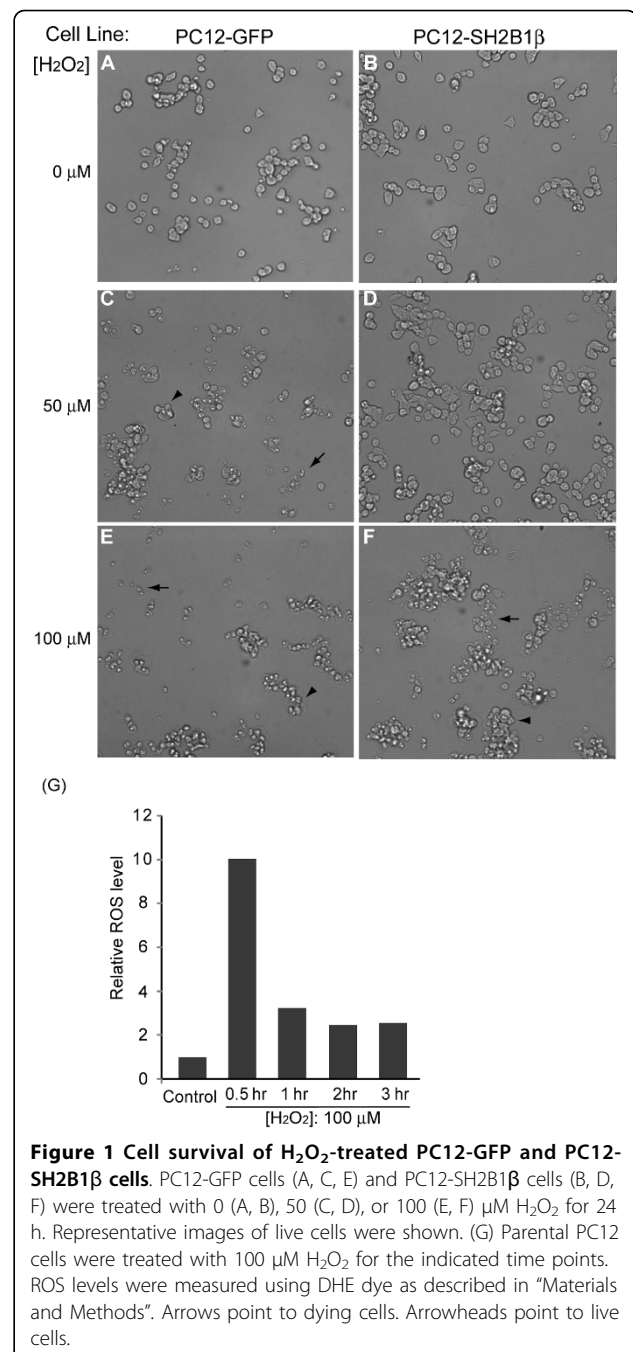 Cell Line: PC12-GFP PC12-SH2B1β
[H2O2] A B
0 μM
C D
50 μM
E F
100 μM
(G)
12
10
8
6
4
2
0
Relative ROS level
Control 0.5 hr 1 hr 2hr 3 hr
[H2O2]: 100 μM
Figure 1 Cell survival of H2O2-treated PC12-GFP and PC12-
SH2B1β cells. PC12-GFP cells (A, C, E) and PC12-SH2B1β cells (B, D,
F) were treated with 0 (A, B), 50 (C, D), or 100 (E, F) μM H2O2 for 24
h. Representative images of live cells were shown. (G) Parental PC12
cells were treated with 100 μM H2O2 for the indicated time points.
ROS levels were measured using DHE dye as described in “Materials
and Methods”. Arrows point to dying cells. Arrowheads point to live
cells.